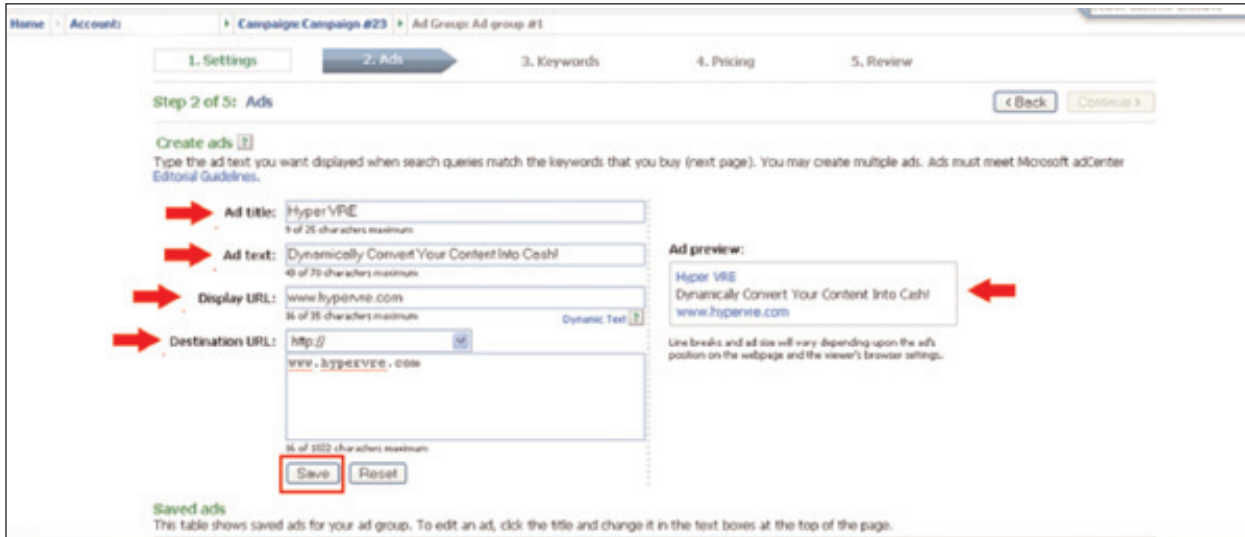 Home Account: Campaign: Campaign #23 Ad Group: Ad group #1
1. Settings 2. Ads 3. Keywords 4. Pricing 5. Review
Step 2 of 5: Ads
< Back Continue >
Create ads ?
Type the ad text you want displayed when search queries match the keywords that you buy (next page). You may create multiple ads. Ads must meet Microsoft adCenter
Editorial Guidelines.
Ad title: Hyper VRE
9 of 25 characters maximum
Ad text: Dynamically Convert Your Content Into Cash!
43 of 70 characters maximum
Display URL: www.hypervre.com
16 of 35 characters maximum
Dynamic Text ?
Destination URL: http://
www.hypervre.com
16 of 1022 characters maximum
Save Reset
Ad preview:
Hyper VRE
Dynamically Convert Your Content Into Cash!
www.hypervre.com
Line breaks and ad size will vary depending upon the ad's
position on the webpage and the viewer's browser settings.
Saved ads
This table shows saved ads for your ad group. To edit an ad, click the title and change it in the text boxes at the top of the page.